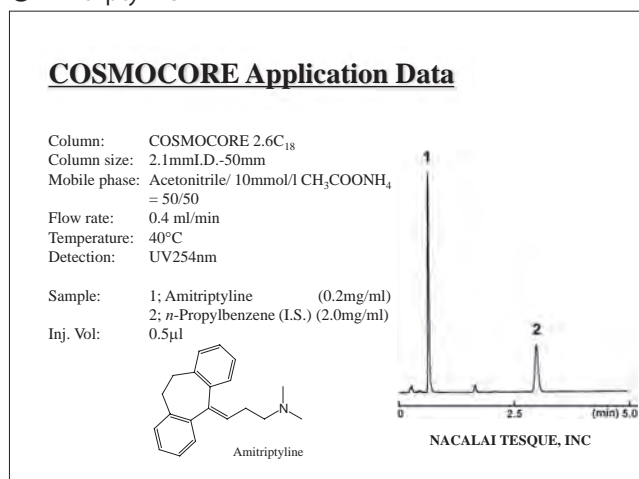 COSMOCORE Application Data
Column: COSMOCORE 2.6C₁₈
Column size: 2.1mmI.D.-50mm
Mobile phase: Acetonitrile/ 10mmol/l CH₃COONH₄
= 50/50
Flow rate: 0.4 ml/min
Temperature: 40°C
Detection: UV254nm
Sample: 1; Amitriptyline (0.2mg/ml)
2; n-Propylbenzene (I.S.) (2.0mg/ml)
Inj. Vol: 0.5μl
N
Amitriptyline
1
2
0 2.5 (min) 5.0
NACALAI TESQUE, INC